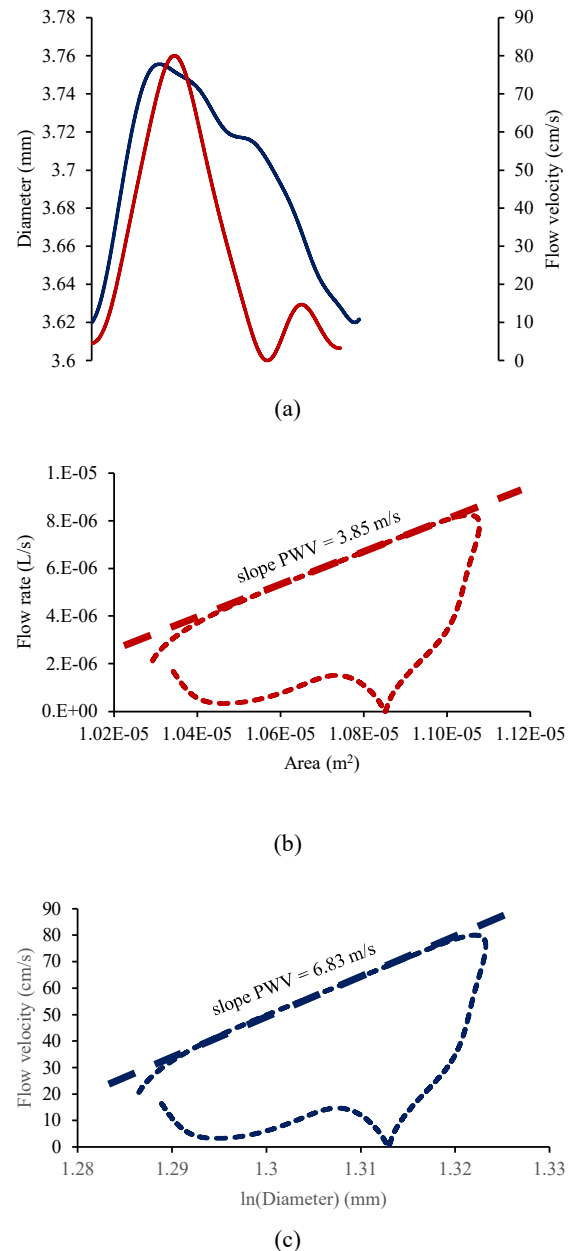 3.78
3.76
3.74
3.72
3.7
3.68
3.66
3.64
3.62
3.6
Diameter (mm)
90
80
70
60
50
40
30
20
10
0
Flow velocity (cm/s)
(a)
1.E-05
8.E-06
6.E-06
4.E-06
2.E-06
0.E+00
Flow rate (L/s)
slope PWV = 3.85 m/s
1.02E-05 1.04E-05 1.06E-05 1.08E-05 1.10E-05 1.12E-05
Area (m²)
(b)
90
80
70
60
50
40
30
20
10
0
Flow velocity (cm/s)
slope PWV = 6.83 m/s
1.28 1.29 1.3 1.31 1.32 1.33
ln(Diameter) (mm)
(c)